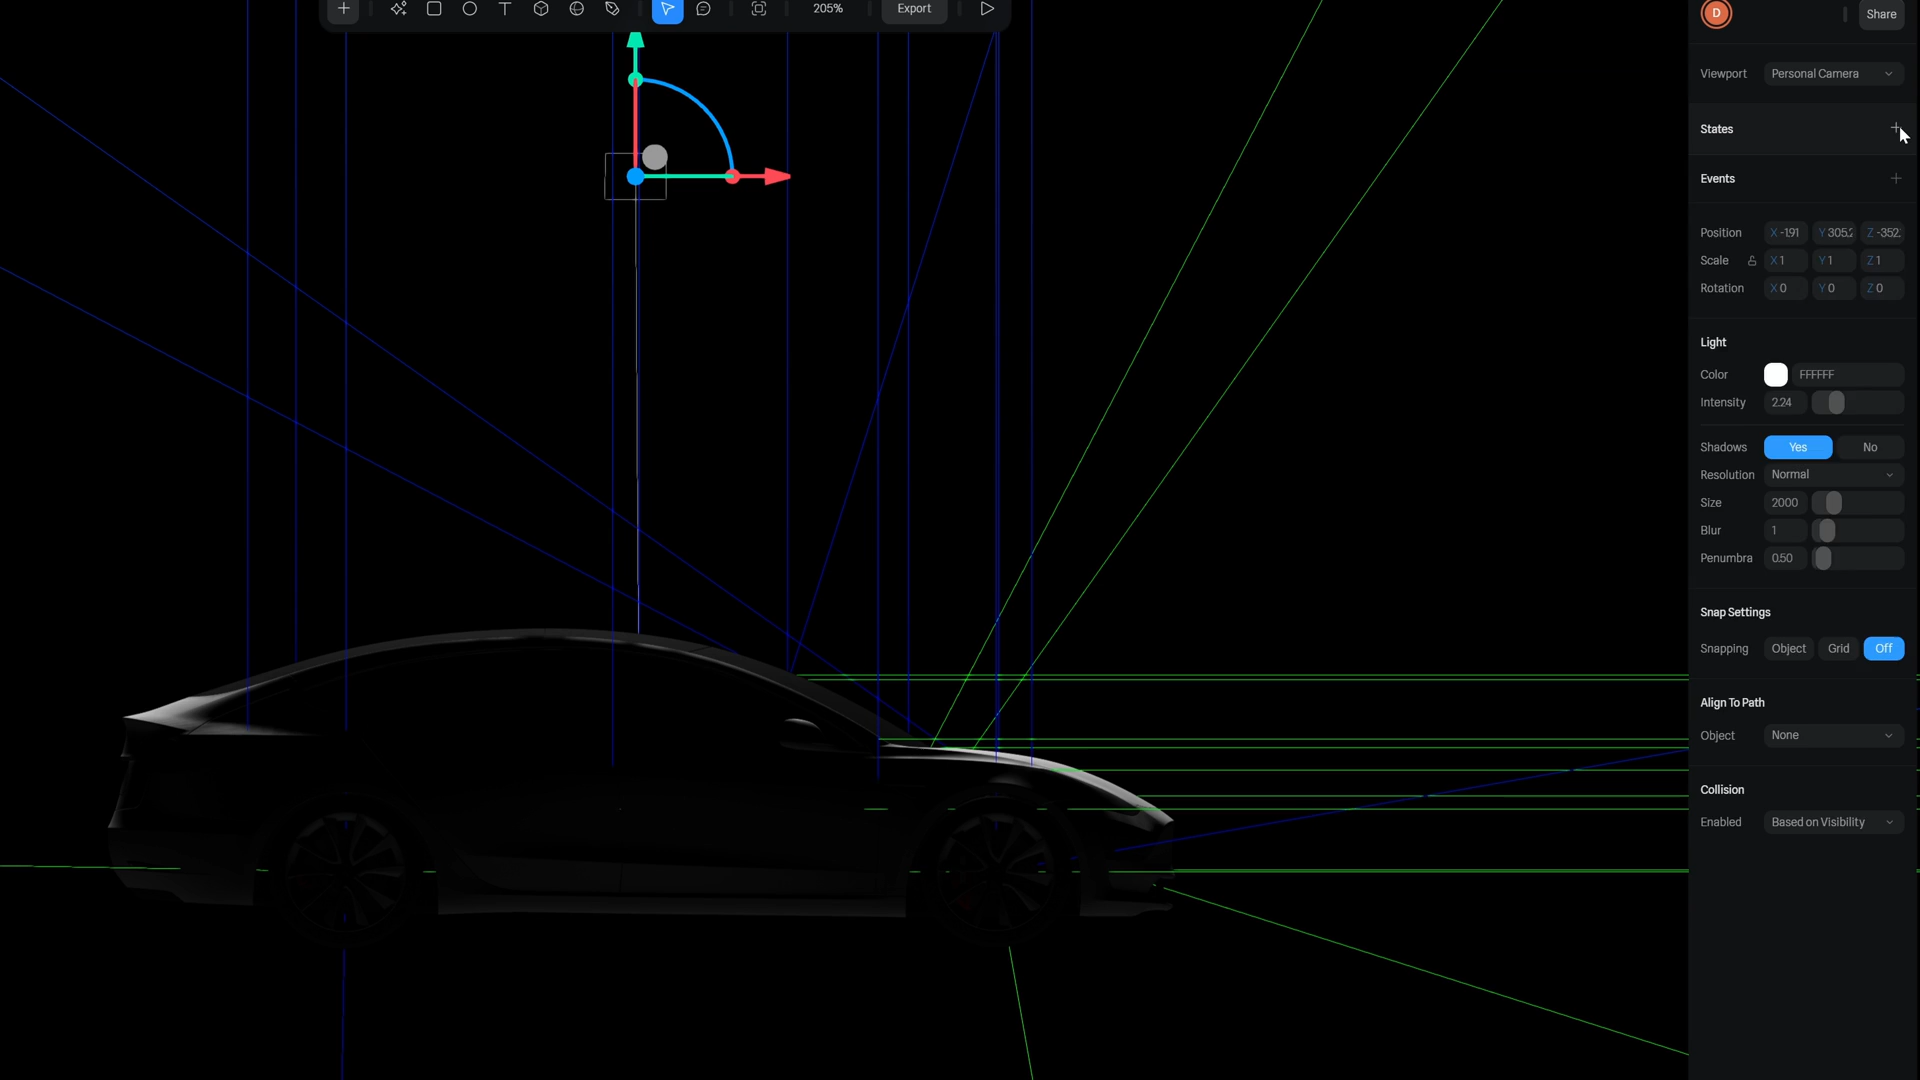 T
205%
Export
D
Share
Viewport Personal Camera
States
Events
Position X -191 Y 305.2 Z -352.
Scale X 1 Y 1 Z 1
Rotation X 0 Y 0 Z 0
Light
Color FFFFFF
Intensity 2.24
Shadows Yes No
Resolution Normal
Size 2000
Blur 1
Penumbra 0.50
Snap Settings
Snapping Object Grid Off
Align To Path
Object None
Collision
Enabled Based on Visibility